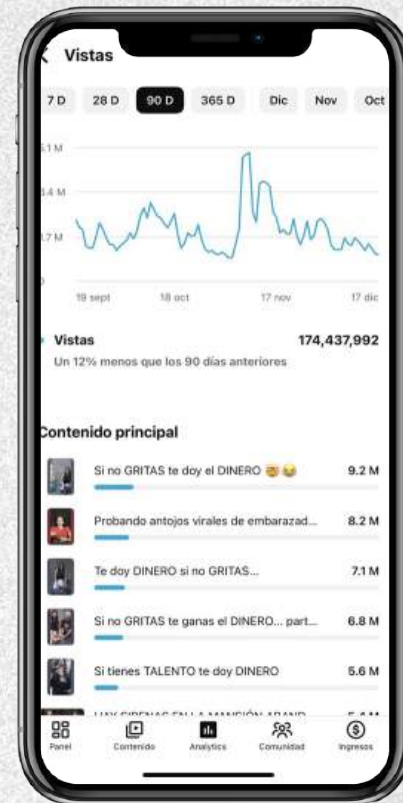 Vistas
7 D 28 D 90 D 365 D Dic Nov Oct
5.1 M
3.4 M
1.7 M
0
19 sept 18 oct 17 nov 17 dic
Vistas 174,437,992
Un 12% menos que los 90 días anteriores
Contenido principal
Si no GRITAS te doy el DINERO 🤯😂 9.2 M
Probando antojos virales de embarazad... 8.2 M
Te doy DINERO si no GRITAS... 7.1 M
Si no GRITAS te ganas el DINERO... part... 6.8 M
Si tienes TALENTO te doy DINERO 5.6 M
Panel Contenido Analytics Comunidad Ingresos